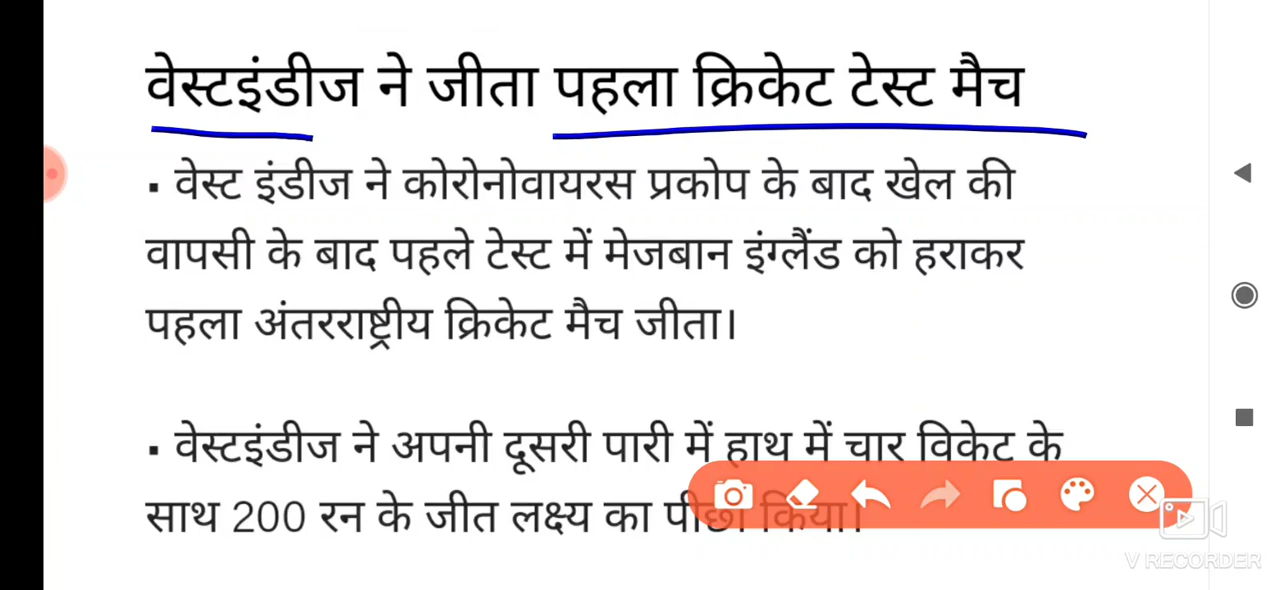 वेस्टइंडीज ने जीता पहला क्रिकेट टेस्ट मैच
▪ वेस्ट इंडीज ने कोरोनोवायरस प्रकोप के बाद खेल की
वापसी के बाद पहले टेस्ट में मेजबान इंग्लैंड को हराकर
पहला अंतरराष्ट्रीय क्रिकेट मैच जीता।
▪ वेस्टइंडीज ने अपनी दूसरी पारी में हाथ में चार विकेट के
साथ 200 रन के जीत लक्ष्य का पीछा किया।
V RECORDER